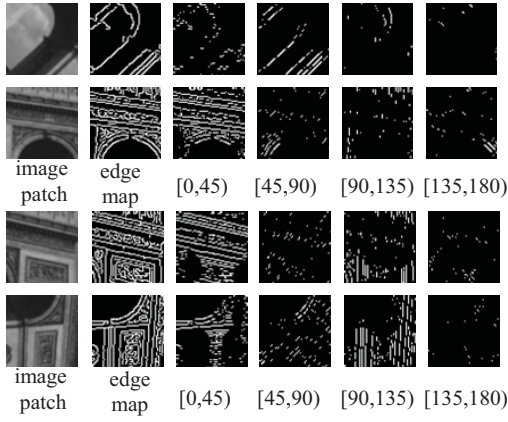 image
patch
edge
map
[0,45)
[45,90)
[90,135)
[135,180)
image
patch
edge
map
[0,45)
[45,90)
[90,135)
[135,180)